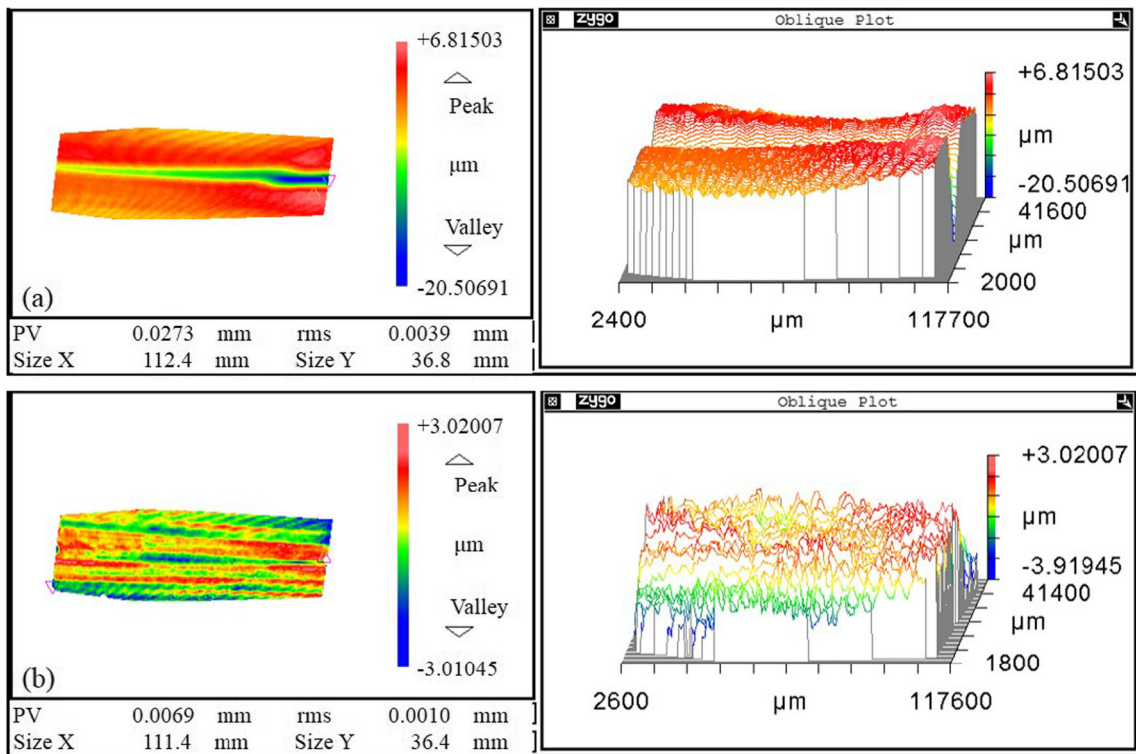 +6.81503
Peak
μm
Valley
-20.50691
(a)
PV 0.0273 mm rms 0.0039 mm
Size X 112.4 mm Size Y 36.8 mm
zygo Oblique Plot
+6.81503
μm
-20.50691
41600
μm
2000
2400 μm 117700
+3.02007
Peak
μm
Valley
-3.01045
(b)
PV 0.0069 mm rms 0.0010 mm
Size X 111.4 mm Size Y 36.4 mm
zygo Oblique Plot
+3.02007
μm
-3.91945
41400
μm
1800
2600 μm 117600